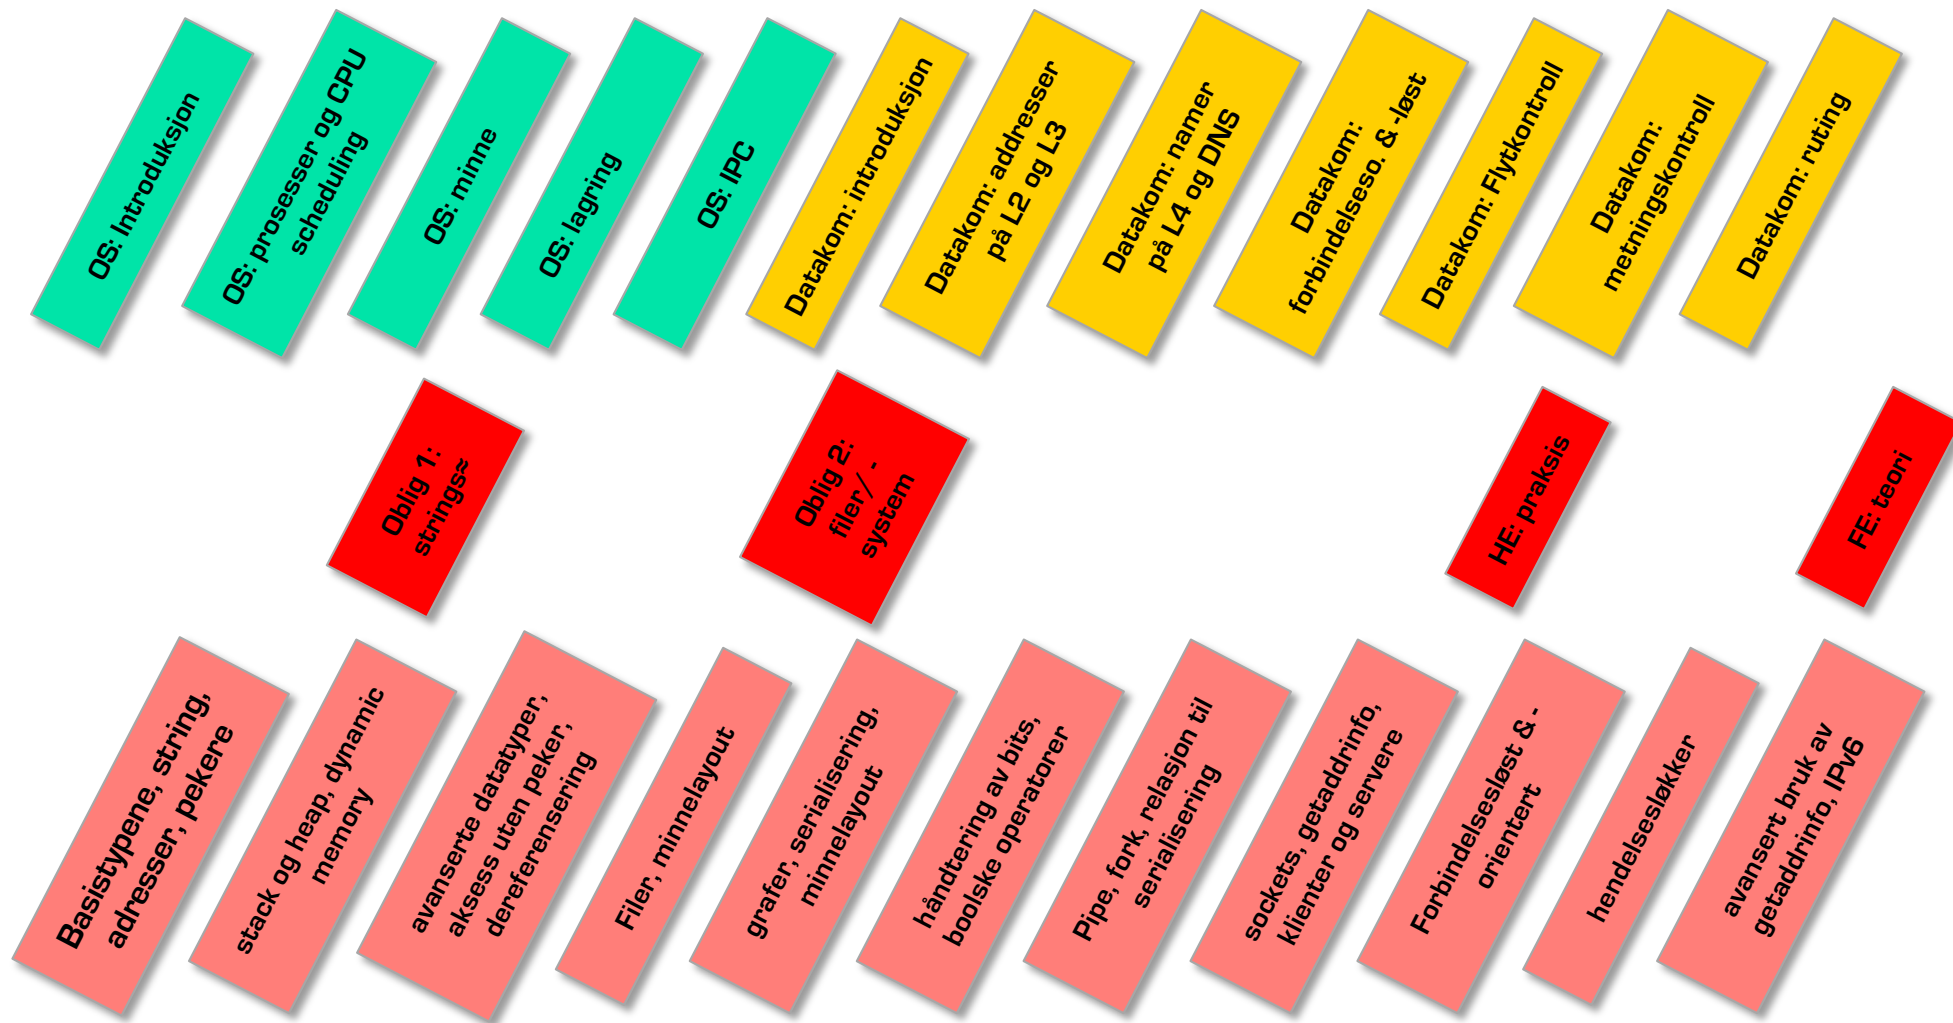 OS: Introduksjon
OS: prosesser og CPU
scheduling
OS: minne
OS: lagring
OS: IPC
Datakom: introduksjon
Datakom: addresser
på L2 og L3
Datakom: namer
på L4 og DNS
Datakom:
forbindelseso. & -løst
Datakom: Flytkontroll
Datakom:
metningskontroll
Datakom: ruting
Oblig 1:
strings≈
Oblig 2:
filer/ -
system
HE: praksis
FE: teori
Basistypene, string,
adresser, pekere
stack og heap, dynamic
memory
avanserte datatyper,
aksess uten peker,
dereferensering
Filer, minnelayout
grafer, serialisering,
minnelayout
håndtering av bits,
boolske operatorer
Pipe, fork, relasjon til
serialisering
sockets, getaddrinfo,
klienter og servere
Forbindelsesløst & -
orientert
hendelsesløkker
avansert bruk av
getaddrinfo, IPv6